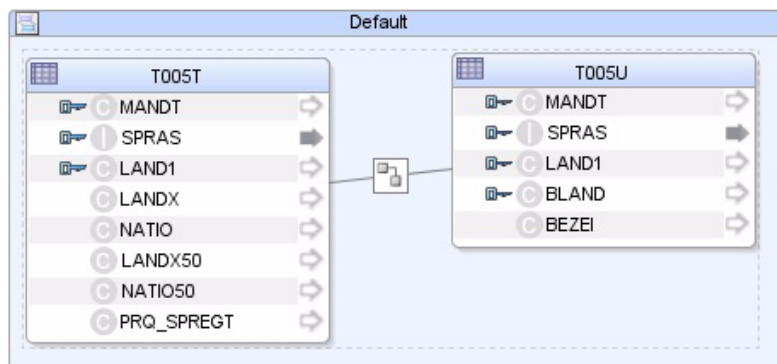 Default
T005T
MANDT
SPRAS
LAND1
LANDX
NATIO
LANDX50
NATIO50
PRQ_SPREGT
T005U
MANDT
SPRAS
LAND1
BLAND
BEZEI